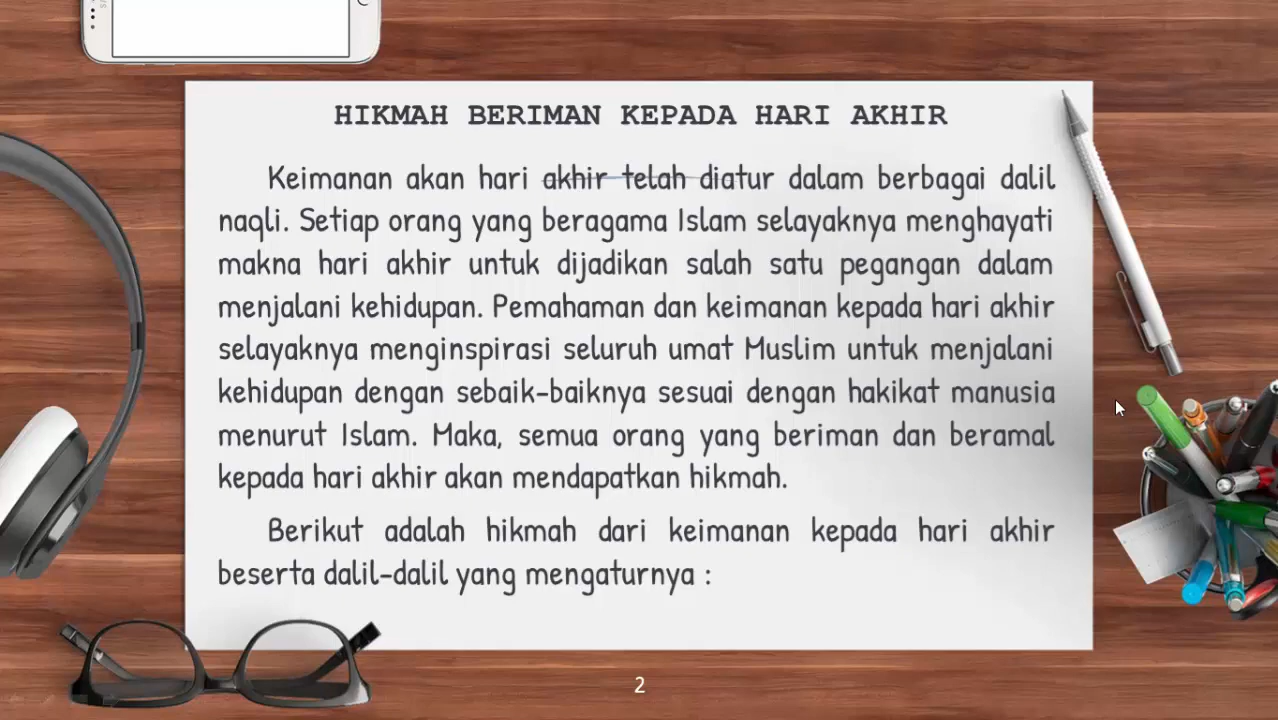 HIKMAH BERIMAN KEPADA HARI AKHIR
Keimanan akan hari akhir telah diatur dalam berbagai dalil
naqli. Setiap orang yang beragama Islam selayaknya menghayati
makna hari akhir untuk dijadikan salah satu pegangan dalam
menjalani kehidupan. Pemahaman dan keimanan kepada hari akhir
selayaknya menginspirasi seluruh umat Muslim untuk menjalani
kehidupan dengan sebaik-baiknya sesuai dengan hakikat manusia
menurut Islam. Maka, semua orang yang beriman dan beramal
kepada hari akhir akan mendapatkan hikmah.
Berikut adalah hikmah dari keimanan kepada hari akhir
beserta dalil-dalil yang mengaturnya :
2